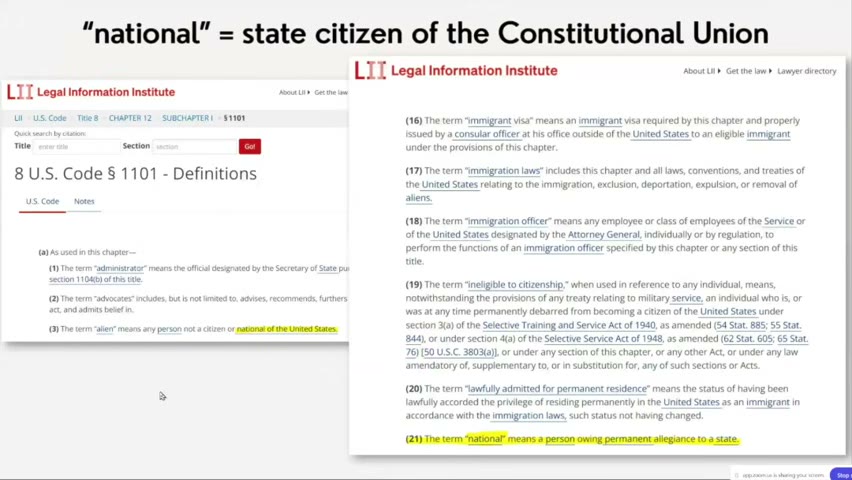 “national” = state citizen of the Constitutional Union
LII Legal Information Institute
About LII Get the law
LII U.S. Code Title 8 CHAPTER 12 SUBCHAPTER I § 1101
Quick search by citation:
Title enter title Section section Go!
8 U.S. Code § 1101 - Definitions
U.S. Code Notes
(a) As used in this chapter—
(1) The term “administrator” means the official designated by the Secretary of State pu
section 1104(b) of this title.
(2) The term “advocates” includes, but is not limited to, advises, recommends, furthers
act, and admits belief in.
(3) The term “alien” means any person not a citizen or national of the United States.
LII Legal Information Institute
About LII Get the law Lawyer directory
(16) The term “immigrant visa” means an immigrant visa required by this chapter and properly
issued by a consular officer at his office outside of the United States to an eligible immigrant
under the provisions of this chapter.
(17) The term “immigration laws” includes this chapter and all laws, conventions, and treaties of
the United States relating to the immigration, exclusion, deportation, expulsion, or removal of
aliens.
(18) The term “immigration officer” means any employee or class of employees of the Service or
of the United States designated by the Attorney General, individually or by regulation, to
perform the functions of an immigration officer specified by this chapter or any section of this
title.
(19) The term “ineligible to citizenship,” when used in reference to any individual, means,
notwithstanding the provisions of any treaty relating to military service, an individual who is, or
was at any time permanently debarred from becoming a citizen of the United States under
section 3(a) of the Selective Training and Service Act of 1940, as amended (54 Stat. 885; 55 Stat.
844), or under section 4(a) of the Selective Service Act of 1948, as amended (62 Stat. 605; 65 Stat.
76) [50 U.S.C. 3803(a)], or under any section of this chapter, or any other Act, or under any law
amendatory of, supplementary to, or in substitution for, any of such sections or Acts.
(20) The term “lawfully admitted for permanent residence” means the status of having been
lawfully accorded the privilege of residing permanently in the United States as an immigrant in
accordance with the immigration laws, such status not having changed.
(21) The term “national” means a person owing permanent allegiance to a state.
is sharing your screen.
Stop